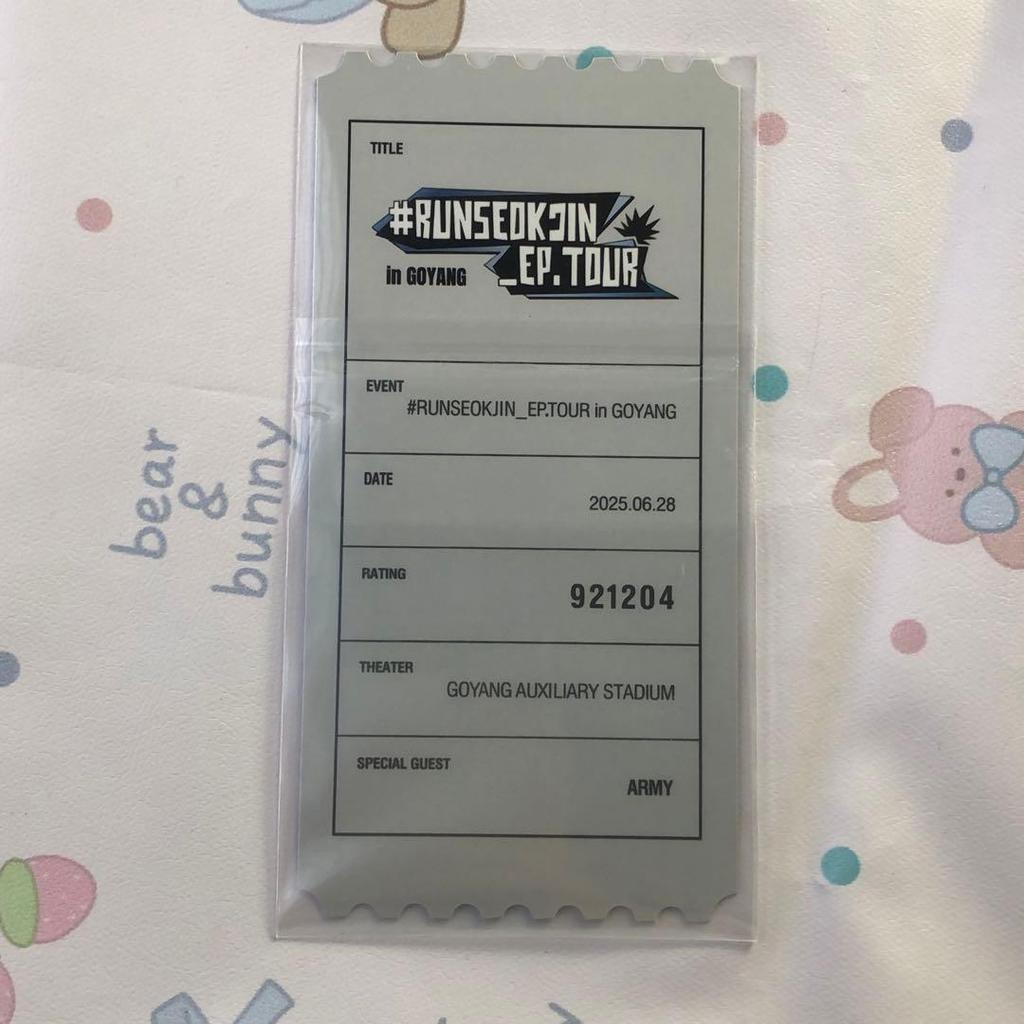 TITLE
#RUNSEOKJIN
_EP.TOUR
in GOYANG
EVENT
#RUNSEOKJIN_EP.TOUR in GOYANG
DATE
2025.06.28
RATING
921204
THEATER
GOYANG AUXILIARY STADIUM
SPECIAL GUEST
ARMY
bear
&
bunny